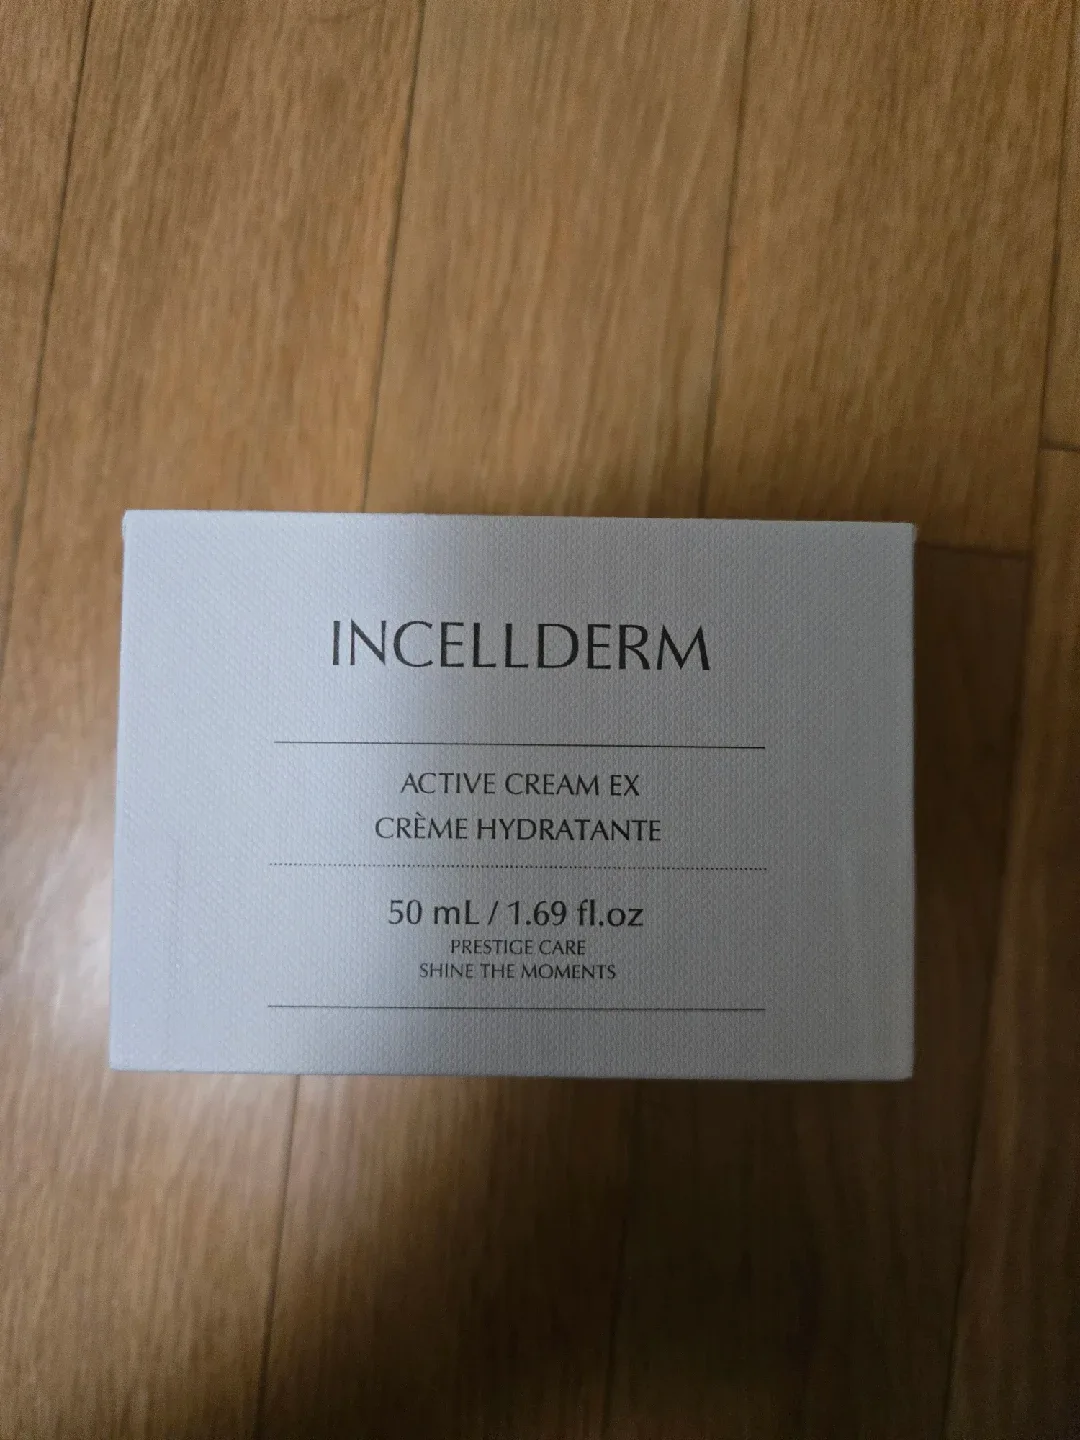 INCELLDERM
ACTIVE CREAM EX
CRÈME HYDRATANTE
50 mL / 1.69 fl.oz
PRESTIGE CARE
SHINE THE MOMENTS